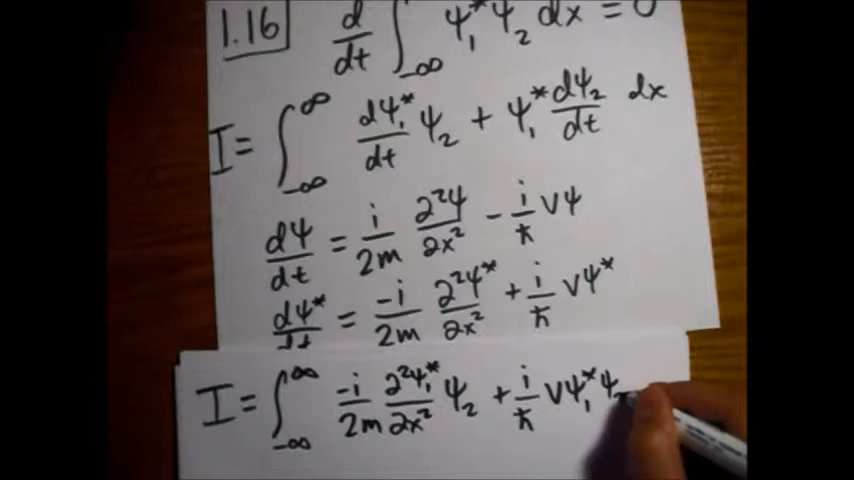 1.16 d/dt ∫_{-∞} ψ₁*ψ₂ dx = 0
I = ∫_{-∞}^{∞} dψ₁*/dt ψ₂ + ψ₁* dψ₂/dt dx
dψ/dt = i/2m ∂²ψ/∂x² - i/ħ Vψ
dψ*/dt = -i/2m ∂²ψ*/∂x² + i/ħ Vψ*
I = ∫_{-∞}^{∞} -i/2m ∂²ψ₁*/∂x² ψ₂ + i/ħ Vψ₁*ψ₂